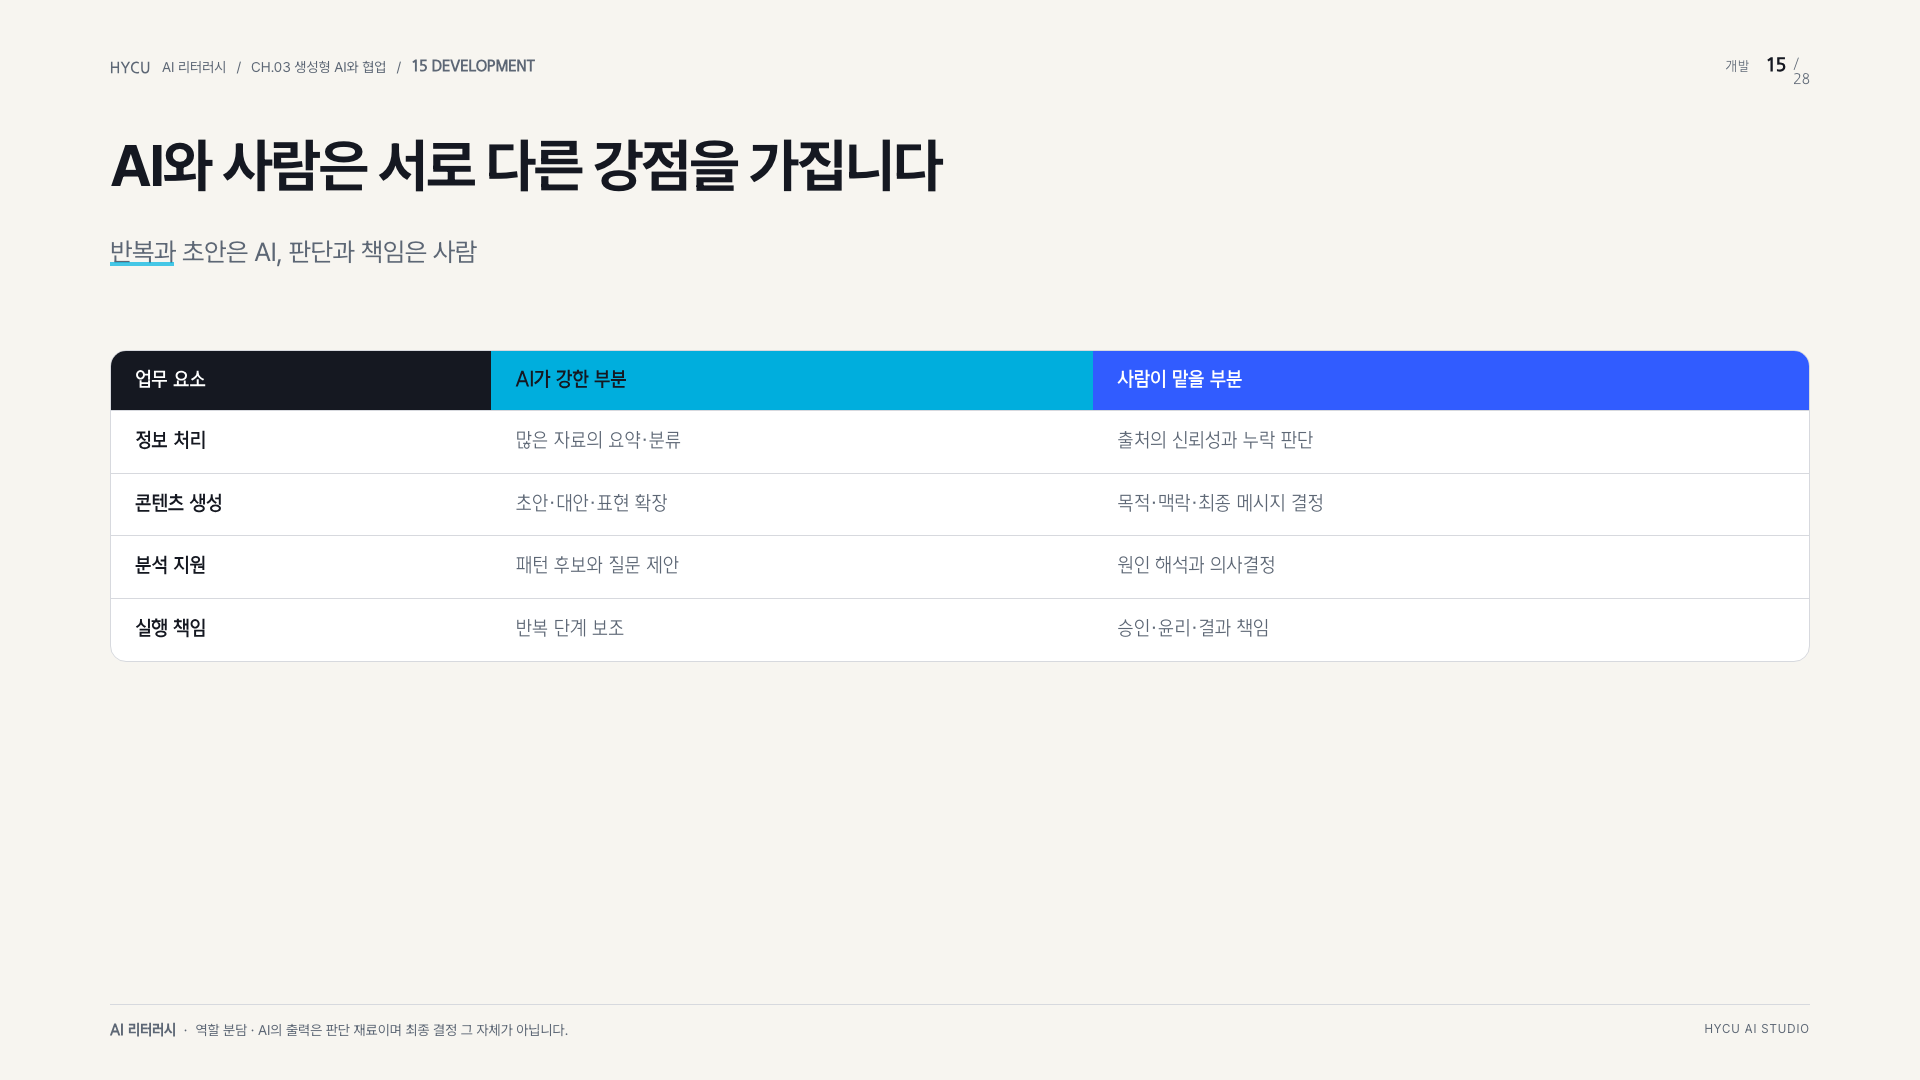 HYCU AI 리터러시 / CH.03 생성형 AI와 협업 / 15 DEVELOPMENT
개발 15 /
28
AI와 사람은 서로 다른 강점을 가집니다
반복과 초안은 AI, 판단과 책임은 사람
업무 요소 AI가 강한 부분 사람이 맡을 부분
정보 처리 많은 자료의 요약·분류 출처의 신뢰성과 누락 판단
콘텐츠 생성 초안·대안·표현 확장 목적·맥락·최종 메시지 결정
분석 지원 패턴 후보와 질문 제안 원인 해석과 의사결정
실행 책임 반복 단계 보조 승인·윤리·결과 책임
AI 리터러시 · 역할 분담 · AI의 출력은 판단 재료이며 최종 결정 그 자체가 아닙니다.
HYCU AI STUDIO